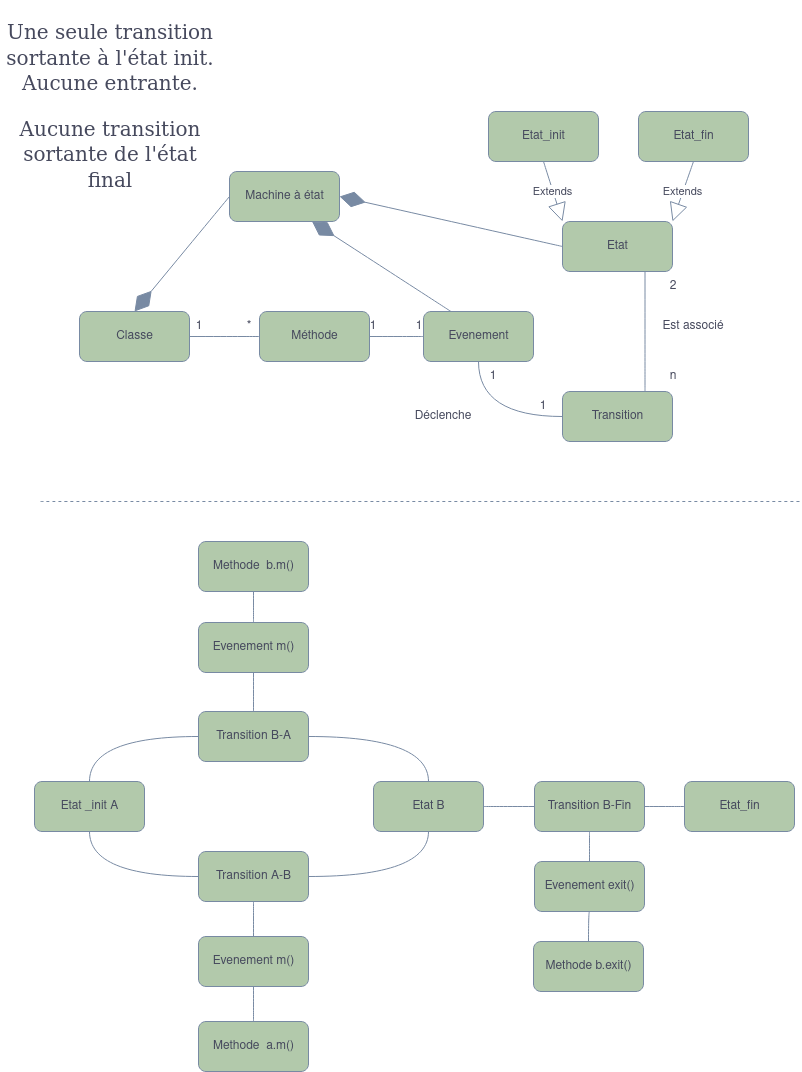 Une seule transition
sortante à l'état init.
Aucune entrante.
Aucune transition
sortante de l'état
final
Etat_init
Etat_fin
Extends
Extends
Machine à état
Etat
2
Est associé
n
Classe
1
*
Méthode
1
1
Evenement
1
1
Déclenche
Transition
Methode  b.m()
Evenement m()
Transition B-A
Etat _init A
Etat B
Transition B-Fin
Etat_fin
Transition A-B
Evenement exit()
Evenement m()
Methode b.exit()
Methode  a.m()